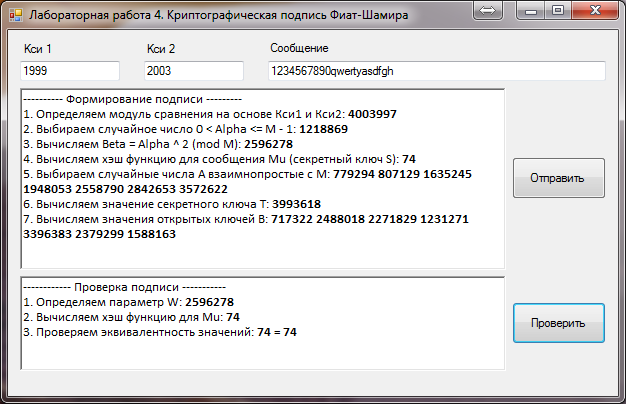 Лабораторная работа 4. Криптографическая подпись Фиат-Шамира
Кси 1 Кси 2 Сообщение
1999 2003 1234567890qwertyasdfgh
---------- Формирование подписи ---------
1. Определяем модуль сравнения на основе Кси1 и Кси2: 4003997
2. Выбираем случайное число 0 < Alpha <= M - 1: 1218869
3. Вычисляем Beta = Alpha ^ 2 (mod M): 2596278
4. Вычисляем хэш функцию для сообщения Mu (секретный ключ S): 74
5. Выбираем случайные числа A взаимнопростые с M: 779294 807129 1635245
1948053 2558790 2842653 3572622
6. Вычисляем значение секретного ключа T: 3993618
7. Вычисляем значения открытых ключей B: 717322 2488018 2271829 1231271
3396383 2379299 1588163
Отправить
------------ Проверка подписи -----------
1. Определяем параметр W: 2596278
2. Вычисляем хэш функцию для Mu: 74
3. Проверяем эквивалентность значений: 74 = 74
Проверить